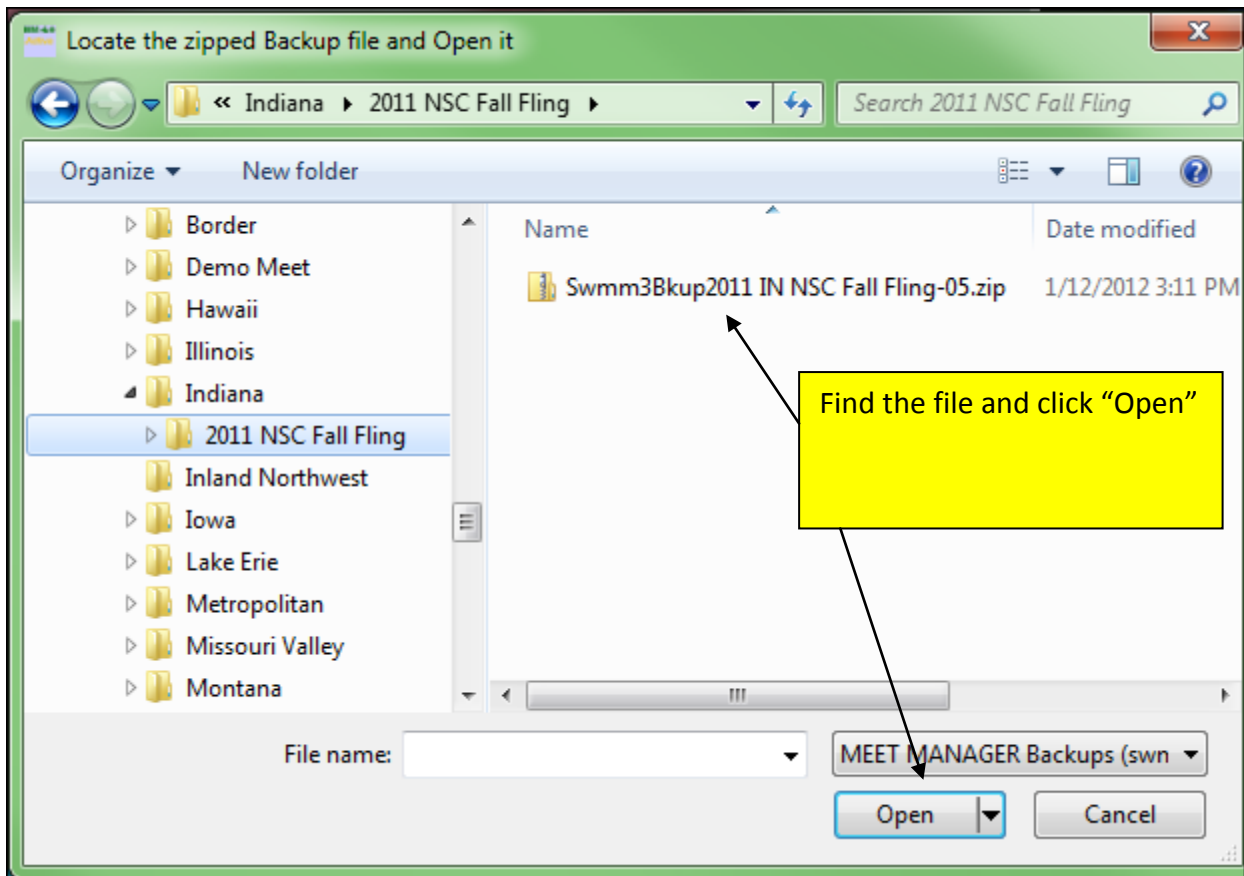 Locate the zipped Backup file and Open it
« Indiana 2011 NSC Fall Fling
Search 2011 NSC Fall Fling
Organize
New folder
Border
Demo Meet
Hawaii
Illinois
Indiana
2011 NSC Fall Fling
Inland Northwest
Iowa
Lake Erie
Metropolitan
Missouri Valley
Montana
Name
Date modified
Swmm3Bkup2011 IN NSC Fall Fling-05.zip
1/12/2012 3:11 PM
Find the file and click “Open”
File name:
MEET MANAGER Backups (swn
Open
Cancel